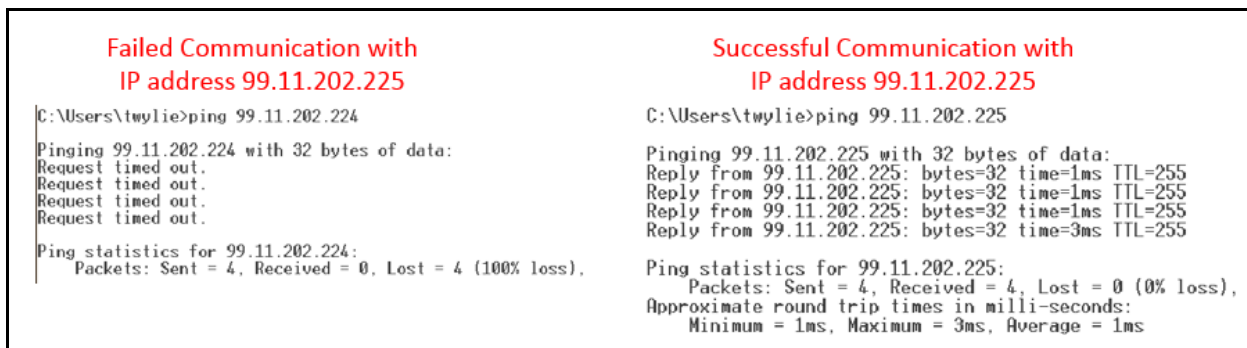 Failed Communication with
IP address 99.11.202.225
C:\Users\twylie>ping 99.11.202.224
Pinging 99.11.202.224 with 32 bytes of data:
Request timed out.
Request timed out.
Request timed out.
Request timed out.
Ping statistics for 99.11.202.224:
Packets: Sent = 4, Received = 0, Lost = 4 (100% loss),
Successful Communication with
IP address 99.11.202.225
C:\Users\twylie>ping 99.11.202.225
Pinging 99.11.202.225 with 32 bytes of data:
Reply from 99.11.202.225: bytes=32 time=1ms TTL=255
Reply from 99.11.202.225: bytes=32 time=1ms TTL=255
Reply from 99.11.202.225: bytes=32 time=1ms TTL=255
Reply from 99.11.202.225: bytes=32 time=3ms TTL=255
Ping statistics for 99.11.202.225:
Packets: Sent = 4, Received = 4, Lost = 0 (0% loss),
Approximate round trip times in milli-seconds:
Minimum = 1ms, Maximum = 3ms, Average = 1ms